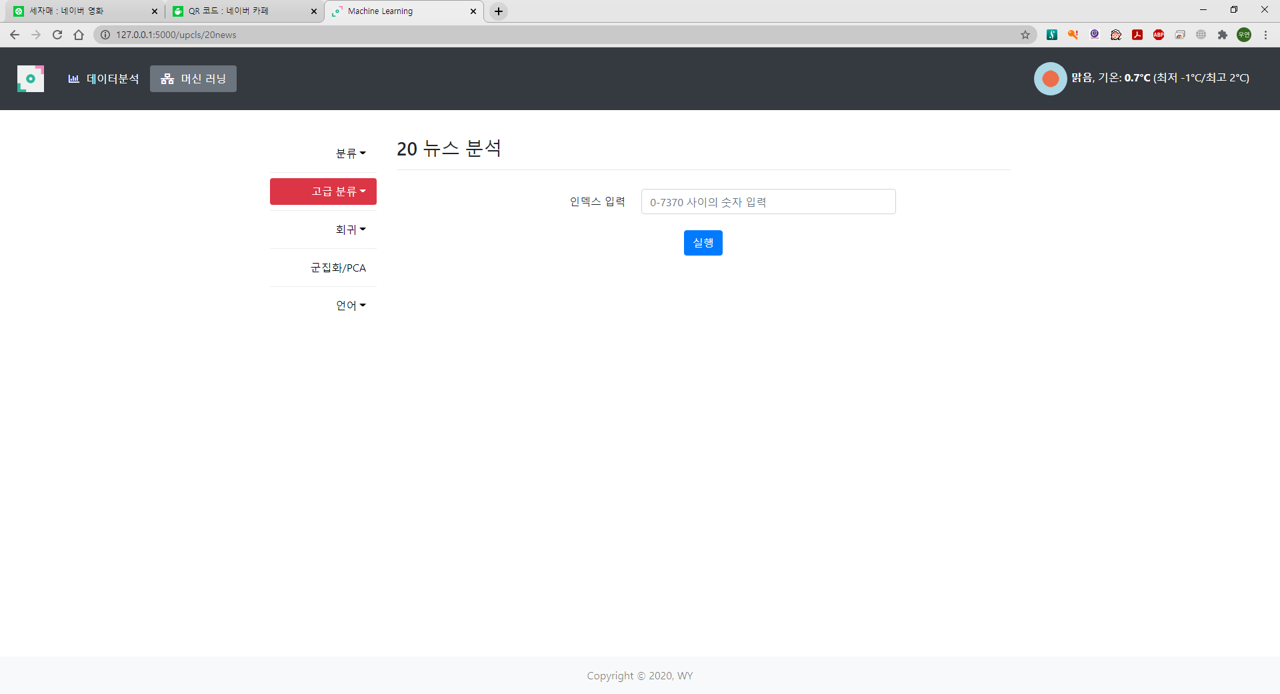 세자매 : 네이버 영화
QR 코드 : 네이버 카페
Machine Learning
127.0.0.1:5000/upcls/20news
ABP
우연
데이터분석
머신 러닝
맑음, 기온: 0.7°C (최저 -1°C/최고 2°C)
분류
고급 분류
회귀
군집화/PCA
언어
20 뉴스 분석
인덱스 입력
0-7370 사이의 숫자 입력
실행
Copyright © 2020, WY